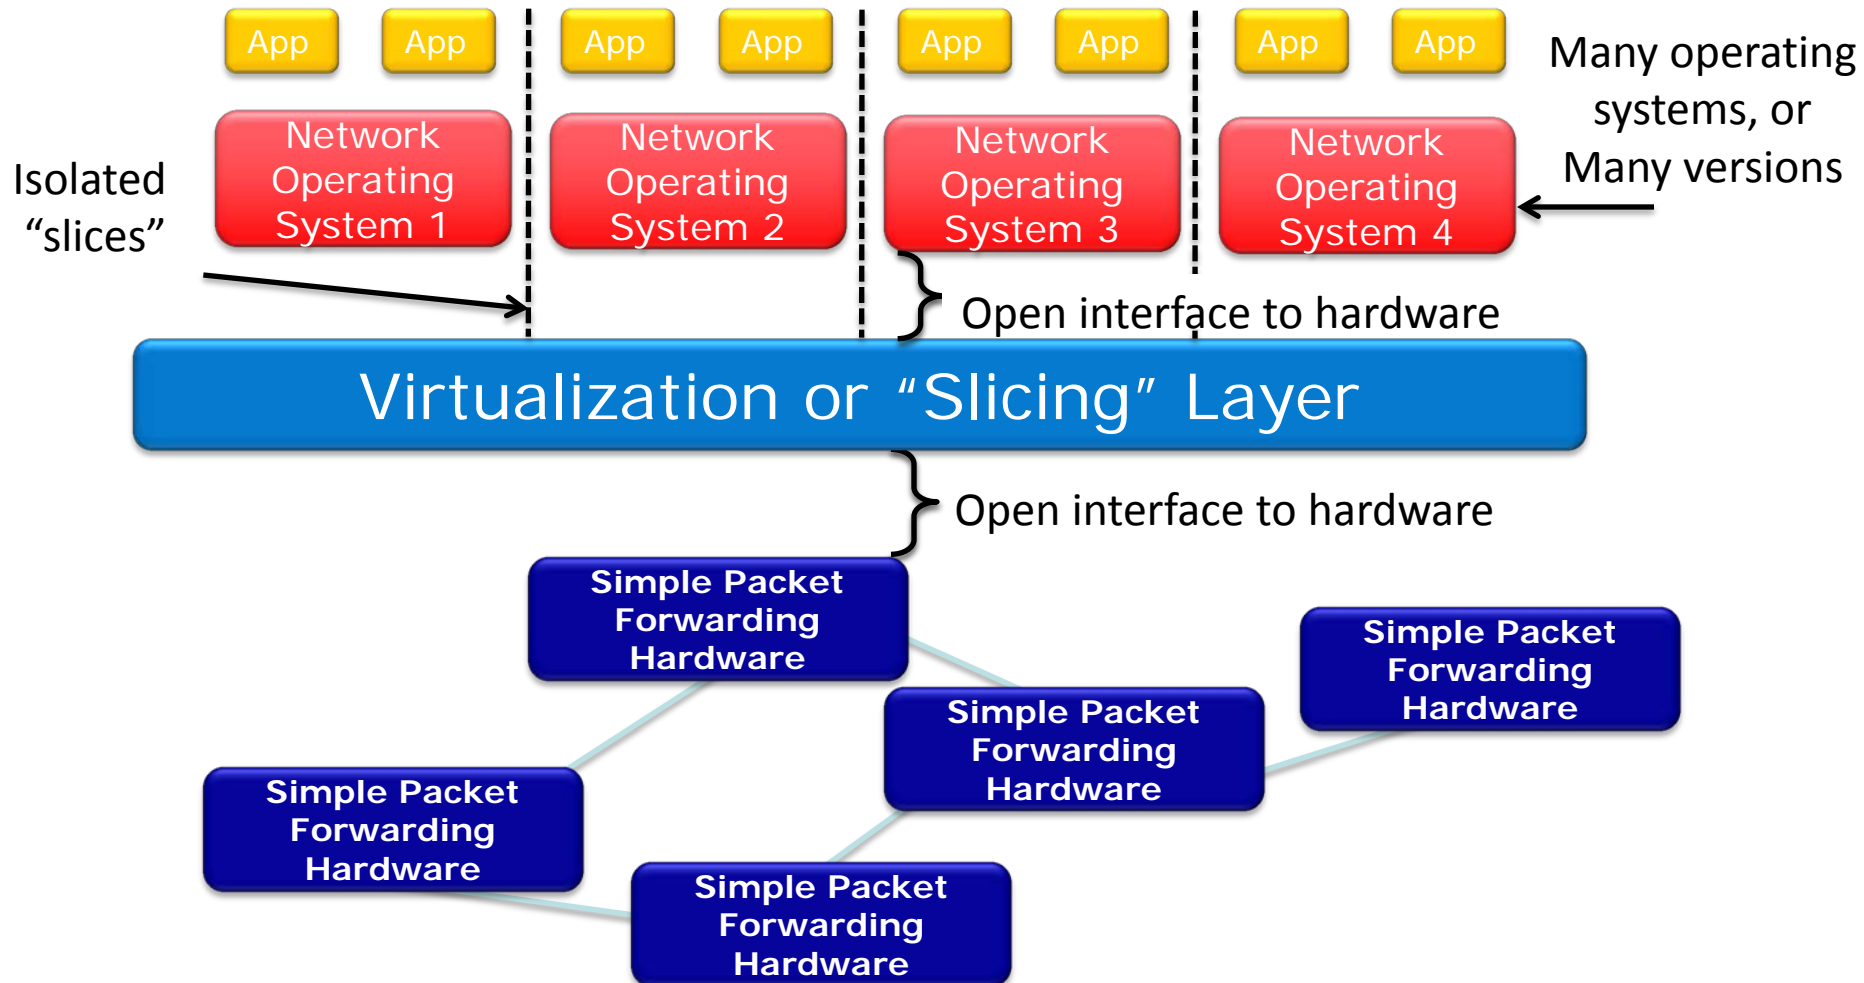 App
App
App
App
App
App
App
App
Many operating
systems, or
Many versions
Network
Operating
System 1
Network
Operating
System 2
Network
Operating
System 3
Network
Operating
System 4
Isolated
“slices”
Open interface to hardware
Virtualization or “Slicing” Layer
Open interface to hardware
Simple Packet
Forwarding
Hardware
Simple Packet
Forwarding
Hardware
Simple Packet
Forwarding
Hardware
Simple Packet
Forwarding
Hardware
Simple Packet
Forwarding
Hardware